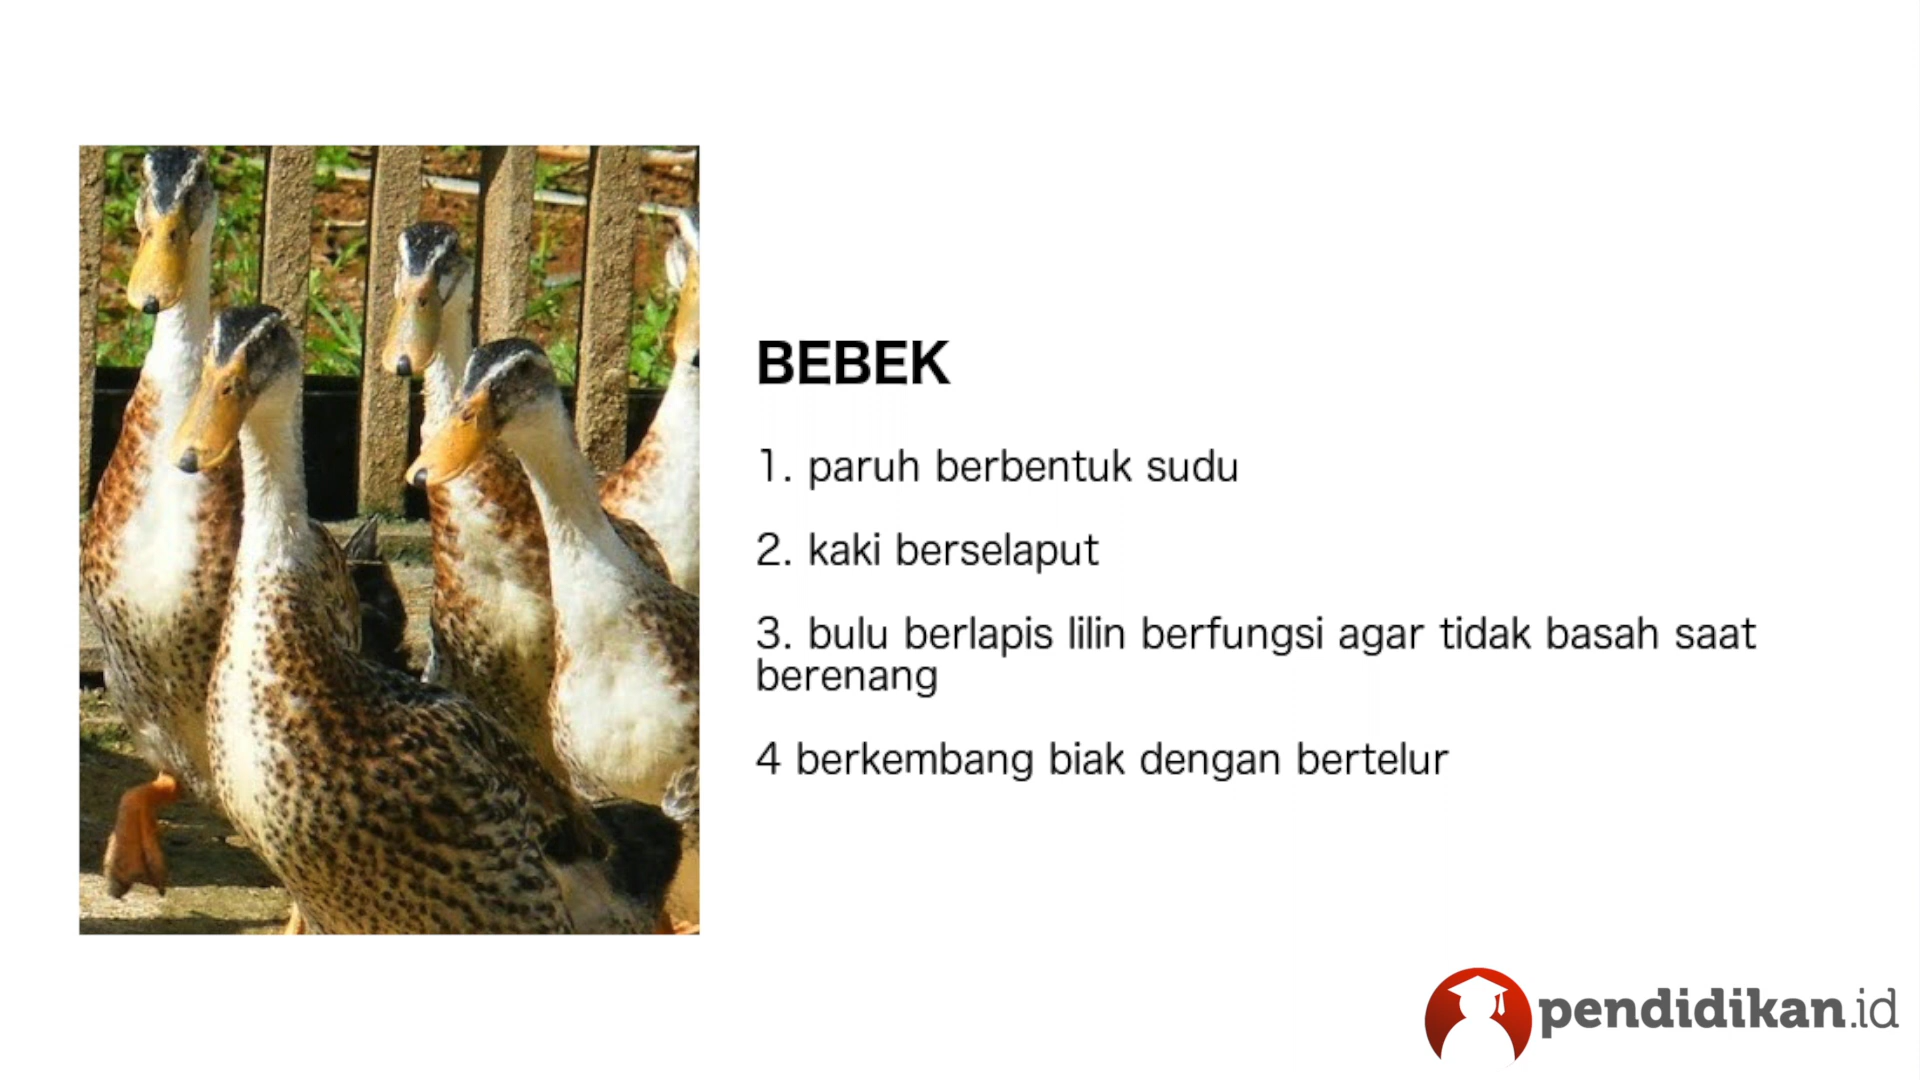 BEBEK
1. paruh berbentuk sudu
2. kaki berselaput
3. bulu berlapis lilin berfungsi agar tidak basah saat
berenang
4 berkembang biak dengan bertelur
pendidikan.id